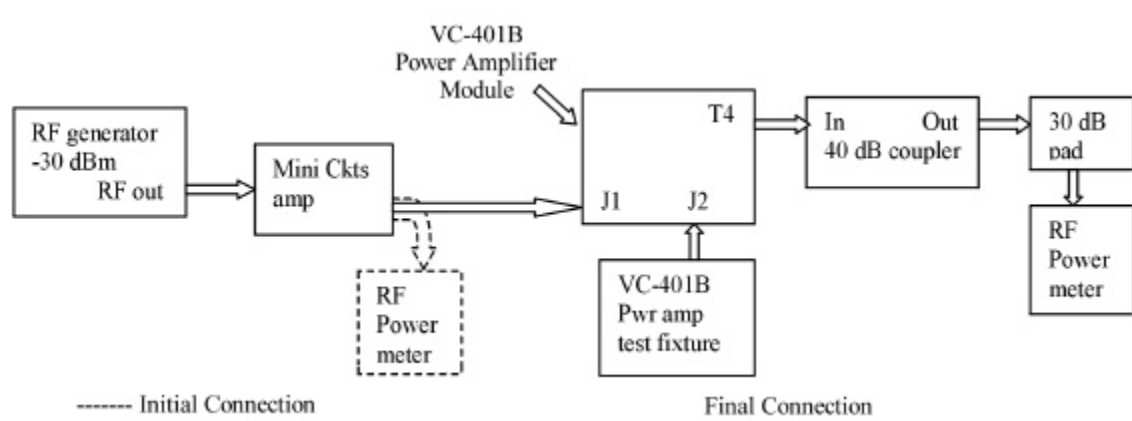 VC-401B
Power Amplifier
Module
RF generator
-30 dBm
RF out
Mini Ckts
amp
T4
J1 J2
In Out
40 dB coupler
30 dB
pad
RF
Power
meter
VC-401B
Pwr amp
test fixture
RF
Power
meter
------- Initial Connection
Final Connection